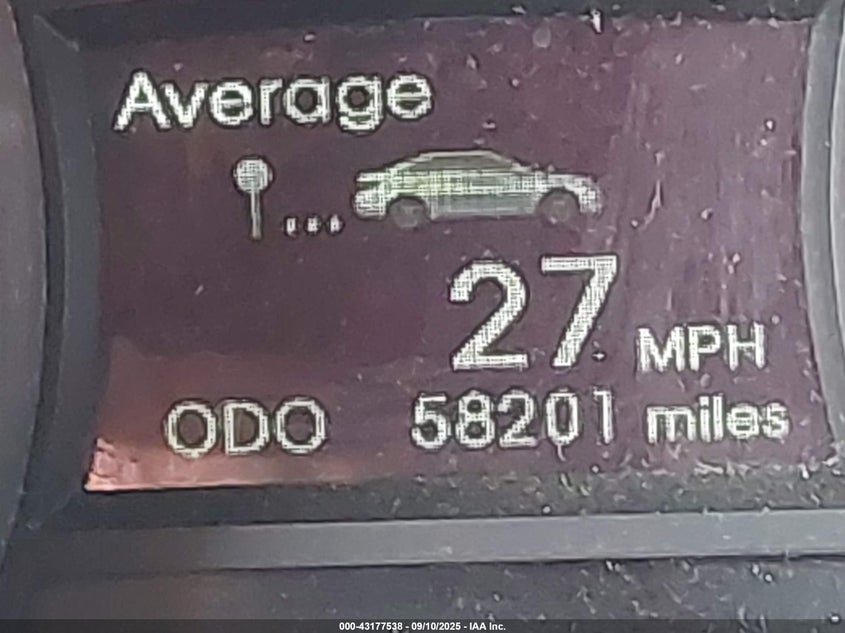 Average
27 MPH
ODO 58201 miles
000-43177538 - 09/10/2025 - IAA Inc.